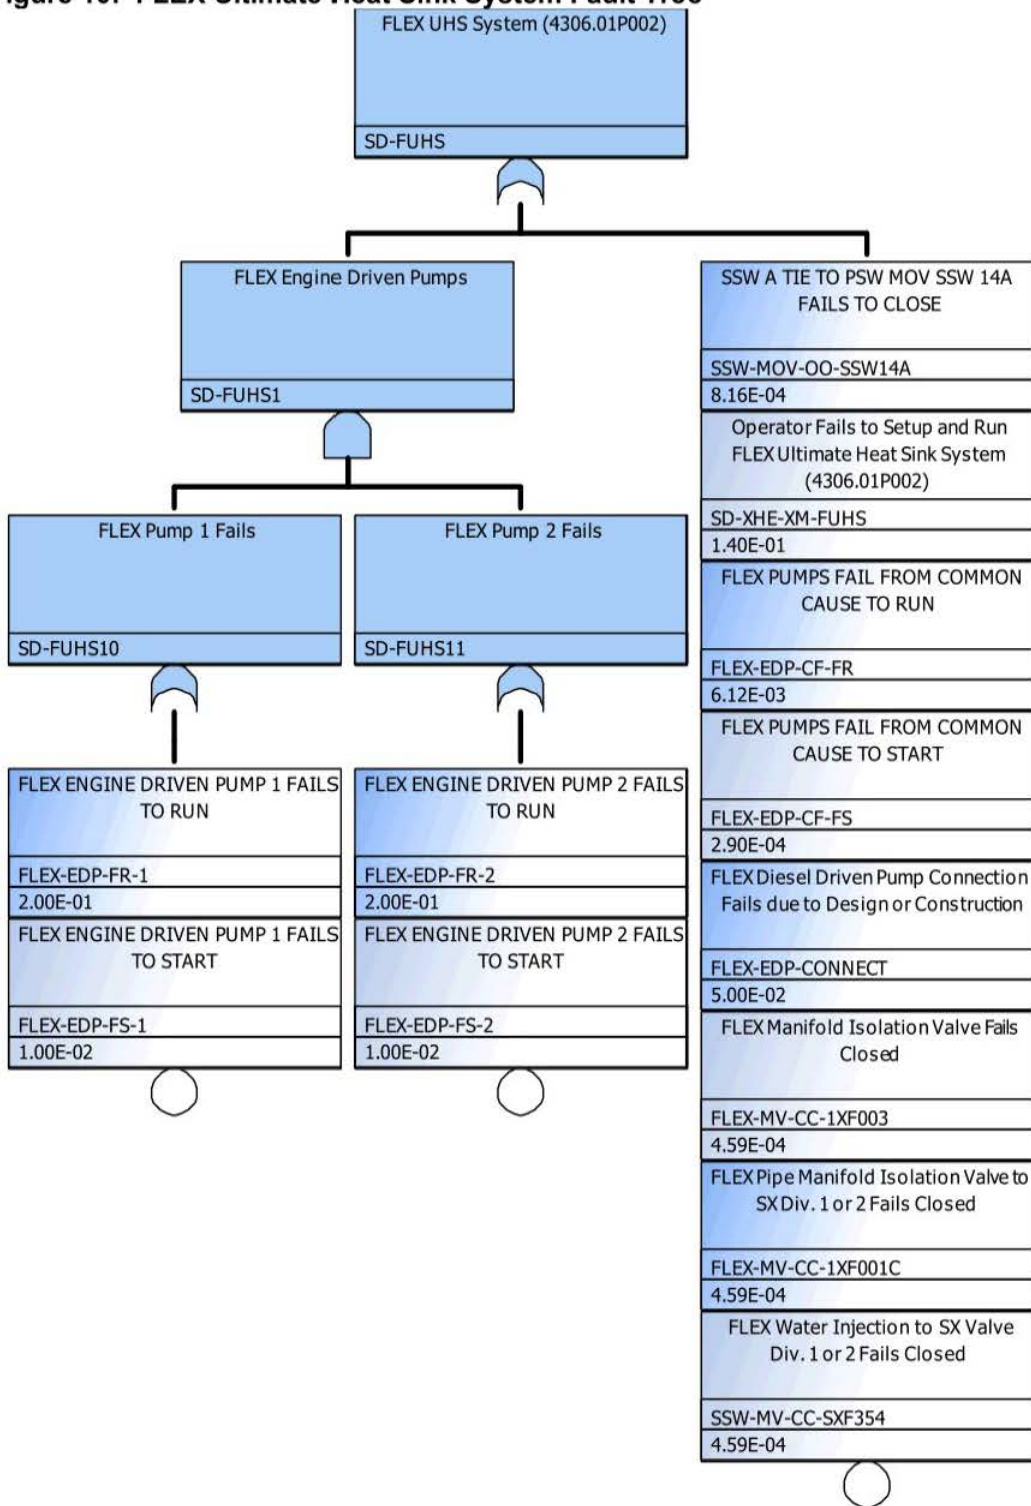 FLEX Ultimate Heat Sink System Fault Tree
FLEX UHS System (4306.01P002)
SD-FUHS
FLEX Engine Driven Pumps
SD-FUHS1
FLEX Pump 1 Fails
SD-FUHS10
FLEX Pump 2 Fails
SD-FUHS11
FLEX ENGINE DRIVEN PUMP 1 FAILS
TO RUN
FLEX-EDP-FR-1
2.00E-01
FLEX ENGINE DRIVEN PUMP 1 FAILS
TO START
FLEX-EDP-FS-1
1.00E-02
FLEX ENGINE DRIVEN PUMP 2 FAILS
TO RUN
FLEX-EDP-FR-2
2.00E-01
FLEX ENGINE DRIVEN PUMP 2 FAILS
TO START
FLEX-EDP-FS-2
1.00E-02
SSW A TIE TO PSW MOV SSW 14A
FAILS TO CLOSE
SSW-MOV-OO-SSW14A
8.16E-04
Operator Fails to Setup and Run
FLEX Ultimate Heat Sink System
(4306.01P002)
SD-XHE-XM-FUHS
1.40E-01
FLEX PUMPS FAIL FROM COMMON
CAUSE TO RUN
FLEX-EDP-CF-FR
6.12E-03
FLEX PUMPS FAIL FROM COMMON
CAUSE TO START
FLEX-EDP-CF-FS
2.90E-04
FLEX Diesel Driven Pump Connection
Fails due to Design or Construction
FLEX-EDP-CONNECT
5.00E-02
FLEX Manifold Isolation Valve Fails
Closed
FLEX-MV-CC-1XF003
4.59E-04
FLEX Pipe Manifold Isolation Valve to
SX Div. 1 or 2 Fails Closed
FLEX-MV-CC-1XF001C
4.59E-04
FLEX Water Injection to SX Valve
Div. 1 or 2 Fails Closed
SSW-MV-CC-SXF354
4.59E-04